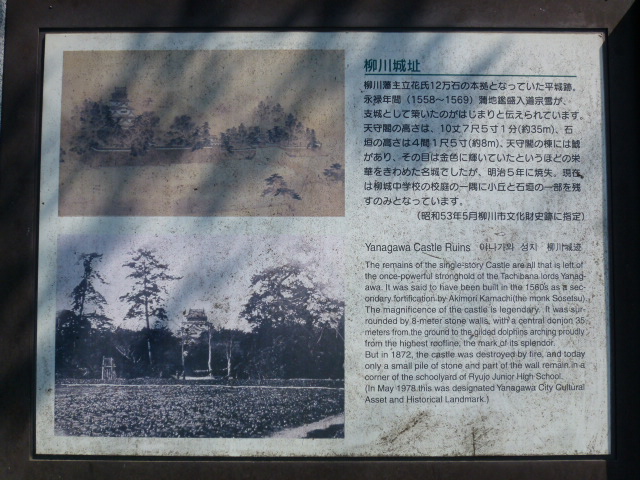 柳川城址
柳川藩主立花氏12万石の本拠となっていた平城跡。
永禄年間（1558～1569）蒲池鑑盛入道宗雪が、
支城として築いたのがはじまりと伝えられています。
天守閣の高さは、10丈7尺5寸1分(約35m)、石
垣の高さは4間1尺5寸(約8m)、天守閣の棟には鯱
があり、その目は金色に輝いていたというほどの栄
華をきわめた名城でしたが、明治5年に焼失。現在
は柳城中学校の校庭の一隅に小丘と石垣の一部を残
すのみとなっています。
（昭和53年5月柳川市文化財史跡に指定）
Yanagawa Castle Ruins 야나가와 성지 柳川城迹
The remains of the single-story Castle are all that is left of
the once-powerful stronghold of the Tachibana lords Yanag-
awa. It was said to have been built in the 1560s as a sec-
ondary fortification by Akimori Kamachi(the monk Sosetsu).
The magnificence of the castle is legendary. It was sur-
rounded by 8-meter stone walls, with a central donjon 35
meters from the ground to the gilded dolphins arching proudly
from the highest roofline, the mark of its splendor.
But in 1872, the castle was destroyed by fire, and today
only a small pile of stone and part of the wall remain in a
corner of the schoolyard of Ryujo Junior High School.
(In May 1978 this was designated Yanagawa City Cultural
Asset and Historical Landmark.)